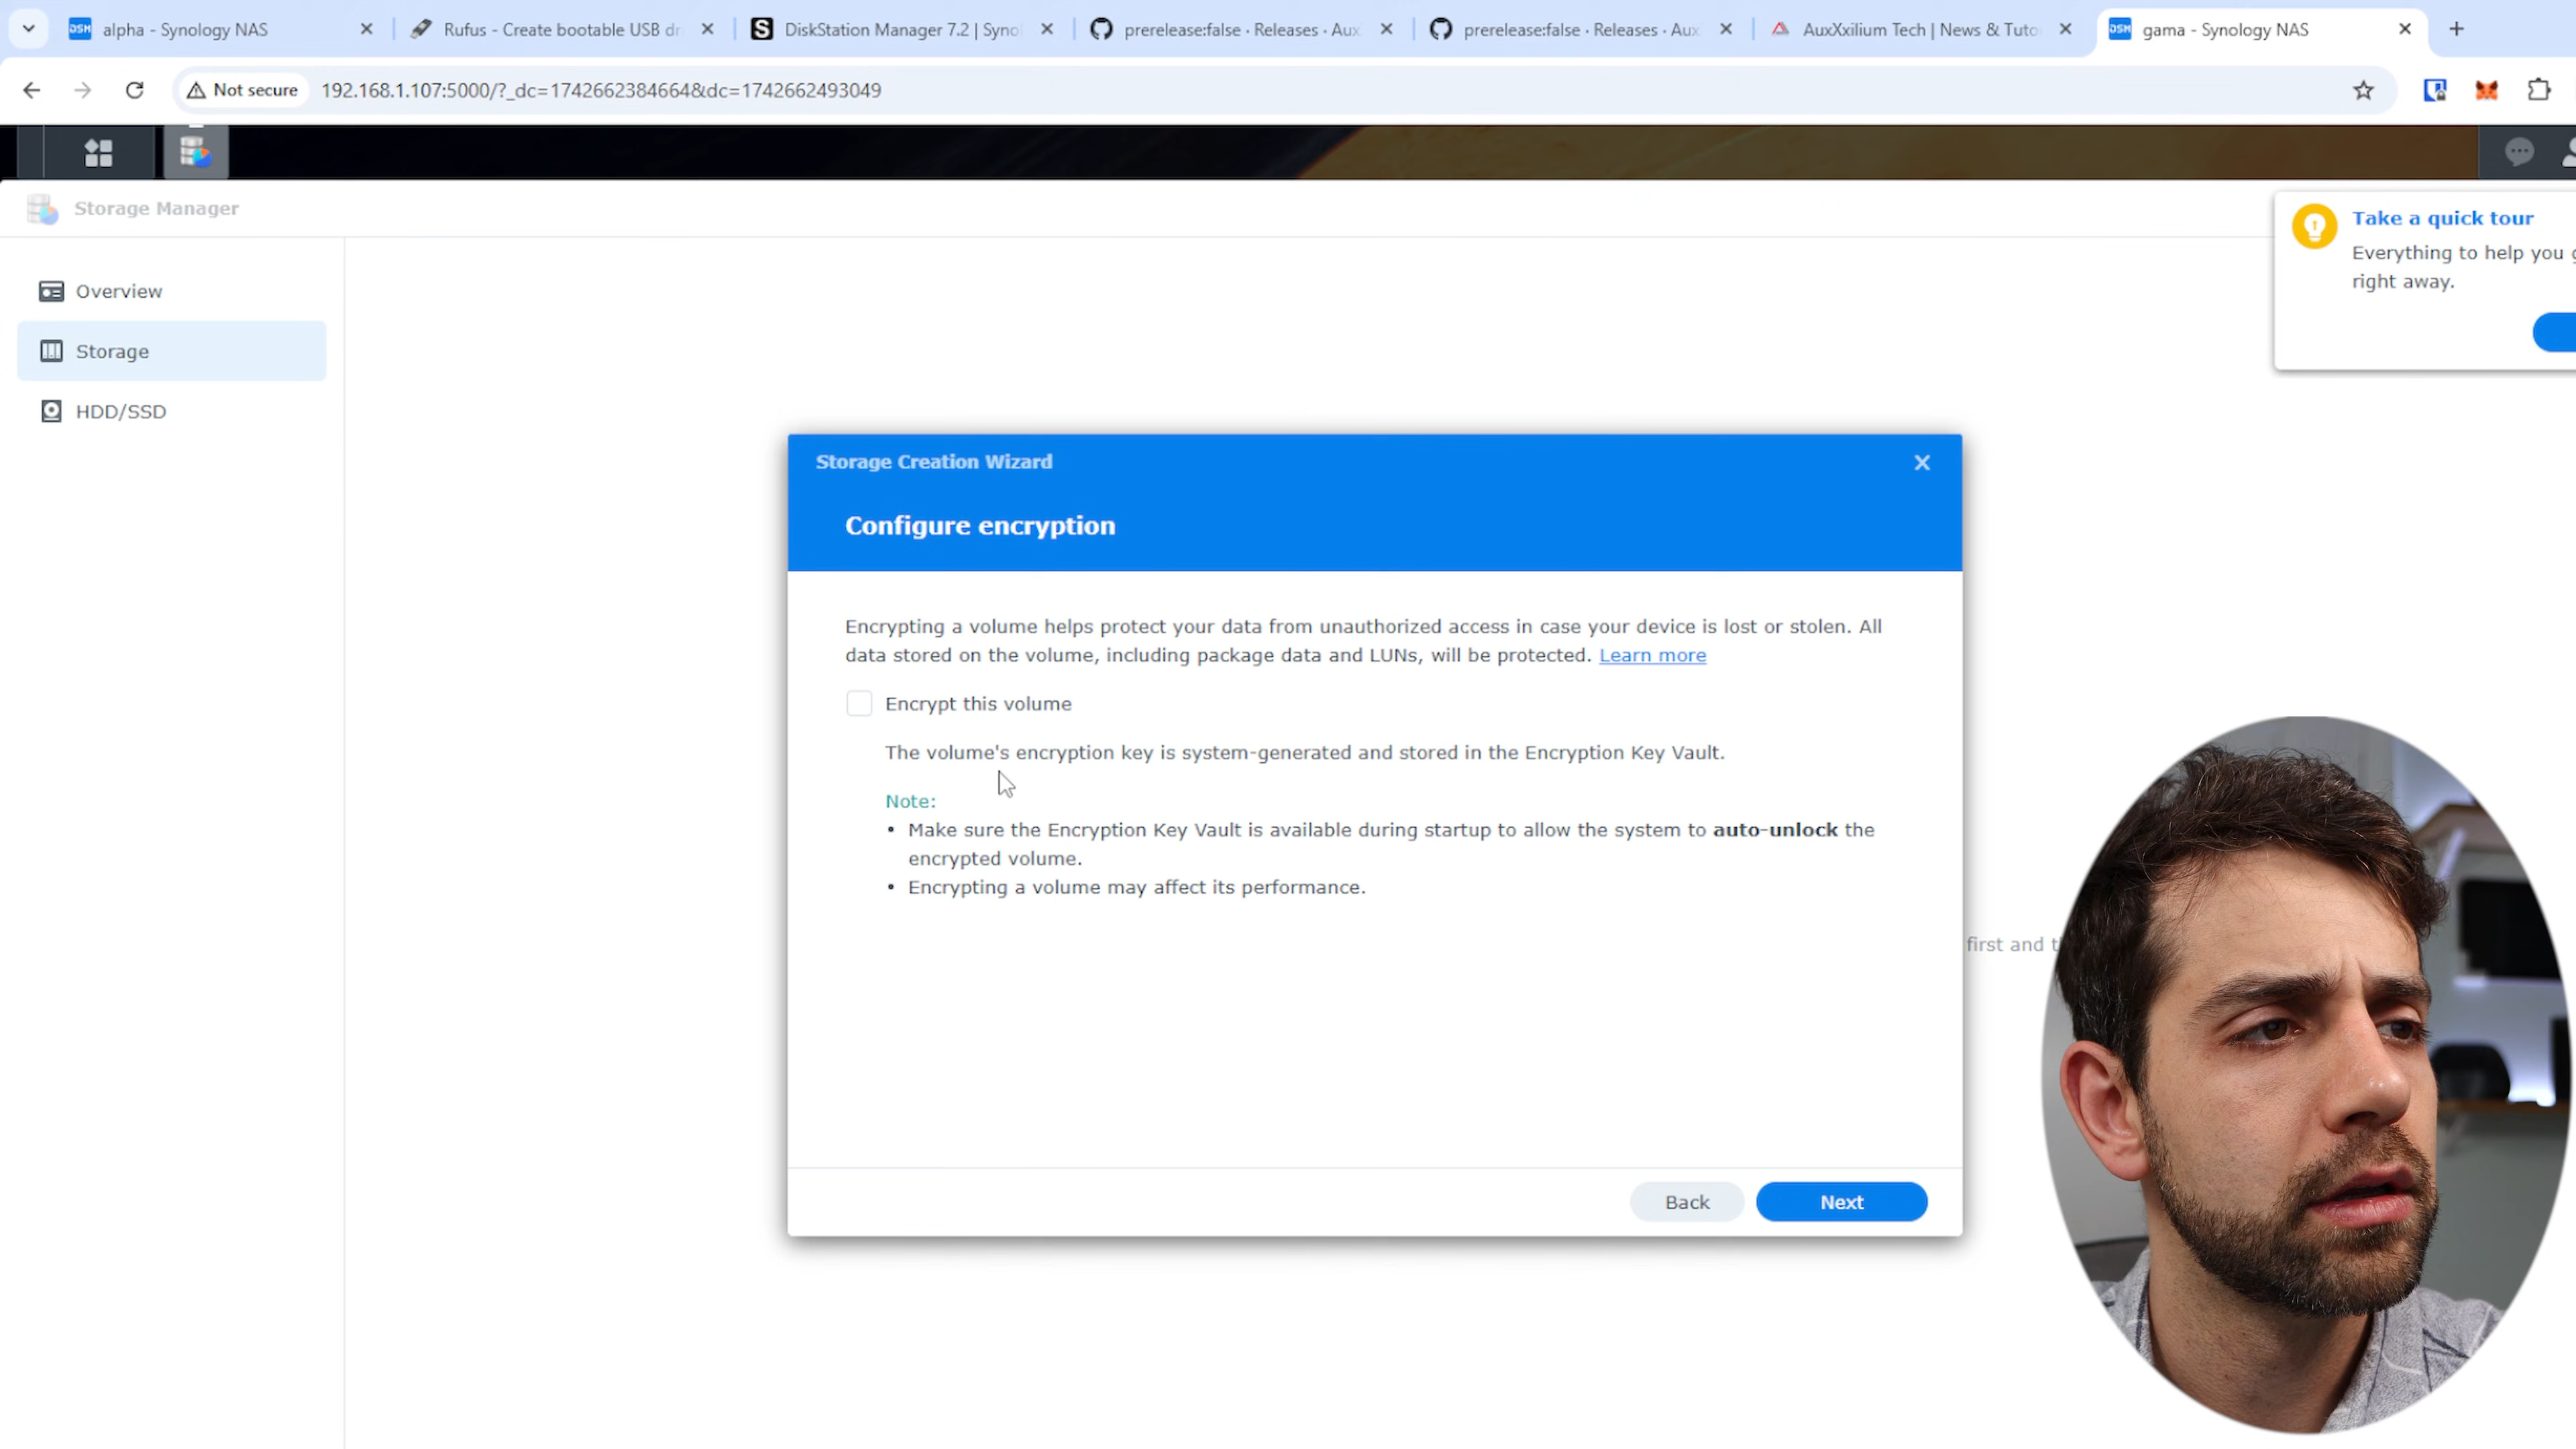 alpha - Synology NAS
Rufus - Create bootable USB dr
DiskStation Manager 7.2 | Synol
prerelease:false · Releases · Aux
prerelease:false · Releases · Aux
AuxXxilium Tech | News & Tuto
gama - Synology NAS
Not secure
192.168.1.107:5000/?_dc=1742662384664&dc=1742662493049
Storage Manager
Take a quick tour
Everything to help you g
right away.
Overview
Storage
HDD/SSD
Storage Creation Wizard
Configure encryption
Encrypting a volume helps protect your data from unauthorized access in case your device is lost or stolen. All
data stored on the volume, including package data and LUNs, will be protected. Learn more
Encrypt this volume
The volume's encryption key is system-generated and stored in the Encryption Key Vault.
Note:
• Make sure the Encryption Key Vault is available during startup to allow the system to auto-unlock the
encrypted volume.
• Encrypting a volume may affect its performance.
first and t
Back
Next